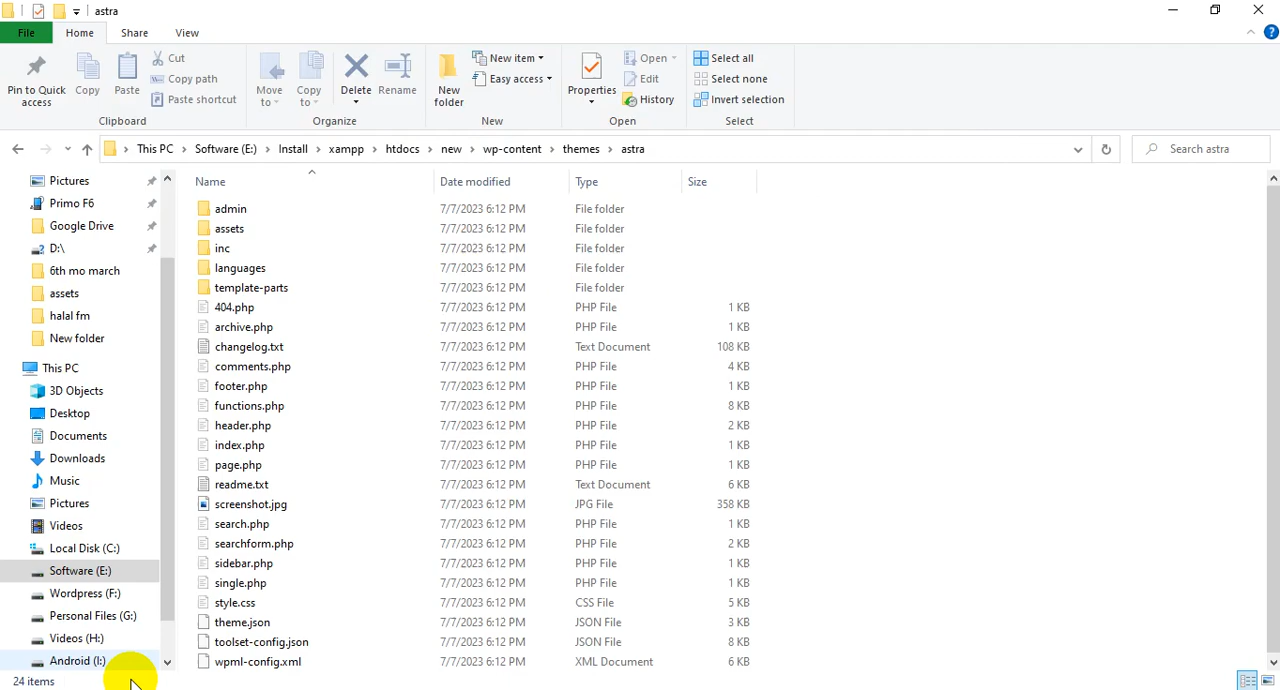 astra
File
Home
Share
View
Pin to Quick access
Copy
Paste
Cut
Copy path
Paste shortcut
Clipboard
Move to
Copy to
Delete
Rename
Organize
New folder
New item
Easy access
New
Properties
Open
Edit
History
Open
Select all
Select none
Invert selection
Select
This PC > Software (E:) > Install > xampp > htdocs > new > wp-content > themes > astra
Search astra
Pictures
Primo F6
Google Drive
D:\
6th mo march
assets
halal fm
New folder
This PC
3D Objects
Desktop
Documents
Downloads
Music
Pictures
Videos
Local Disk (C:)
Software (E:)
Wordpress (F:)
Personal Files (G:)
Videos (H:)
Android (I:)
Name Date modified Type Size
admin 7/7/2023 6:12 PM File folder
assets 7/7/2023 6:12 PM File folder
inc 7/7/2023 6:12 PM File folder
languages 7/7/2023 6:12 PM File folder
template-parts 7/7/2023 6:12 PM File folder
404.php 7/7/2023 6:12 PM PHP File 1 KB
archive.php 7/7/2023 6:12 PM PHP File 1 KB
changelog.txt 7/7/2023 6:12 PM Text Document 108 KB
comments.php 7/7/2023 6:12 PM PHP File 4 KB
footer.php 7/7/2023 6:12 PM PHP File 1 KB
functions.php 7/7/2023 6:12 PM PHP File 8 KB
header.php 7/7/2023 6:12 PM PHP File 2 KB
index.php 7/7/2023 6:12 PM PHP File 1 KB
page.php 7/7/2023 6:12 PM PHP File 1 KB
readme.txt 7/7/2023 6:12 PM Text Document 6 KB
screenshot.jpg 7/7/2023 6:12 PM JPG File 358 KB
search.php 7/7/2023 6:12 PM PHP File 1 KB
searchform.php 7/7/2023 6:12 PM PHP File 2 KB
sidebar.php 7/7/2023 6:12 PM PHP File 1 KB
single.php 7/7/2023 6:12 PM PHP File 1 KB
style.css 7/7/2023 6:12 PM CSS File 5 KB
theme.json 7/7/2023 6:12 PM JSON File 3 KB
toolset-config.json 7/7/2023 6:12 PM JSON File 8 KB
wpml-config.xml 7/7/2023 6:12 PM XML Document 6 KB
24 items